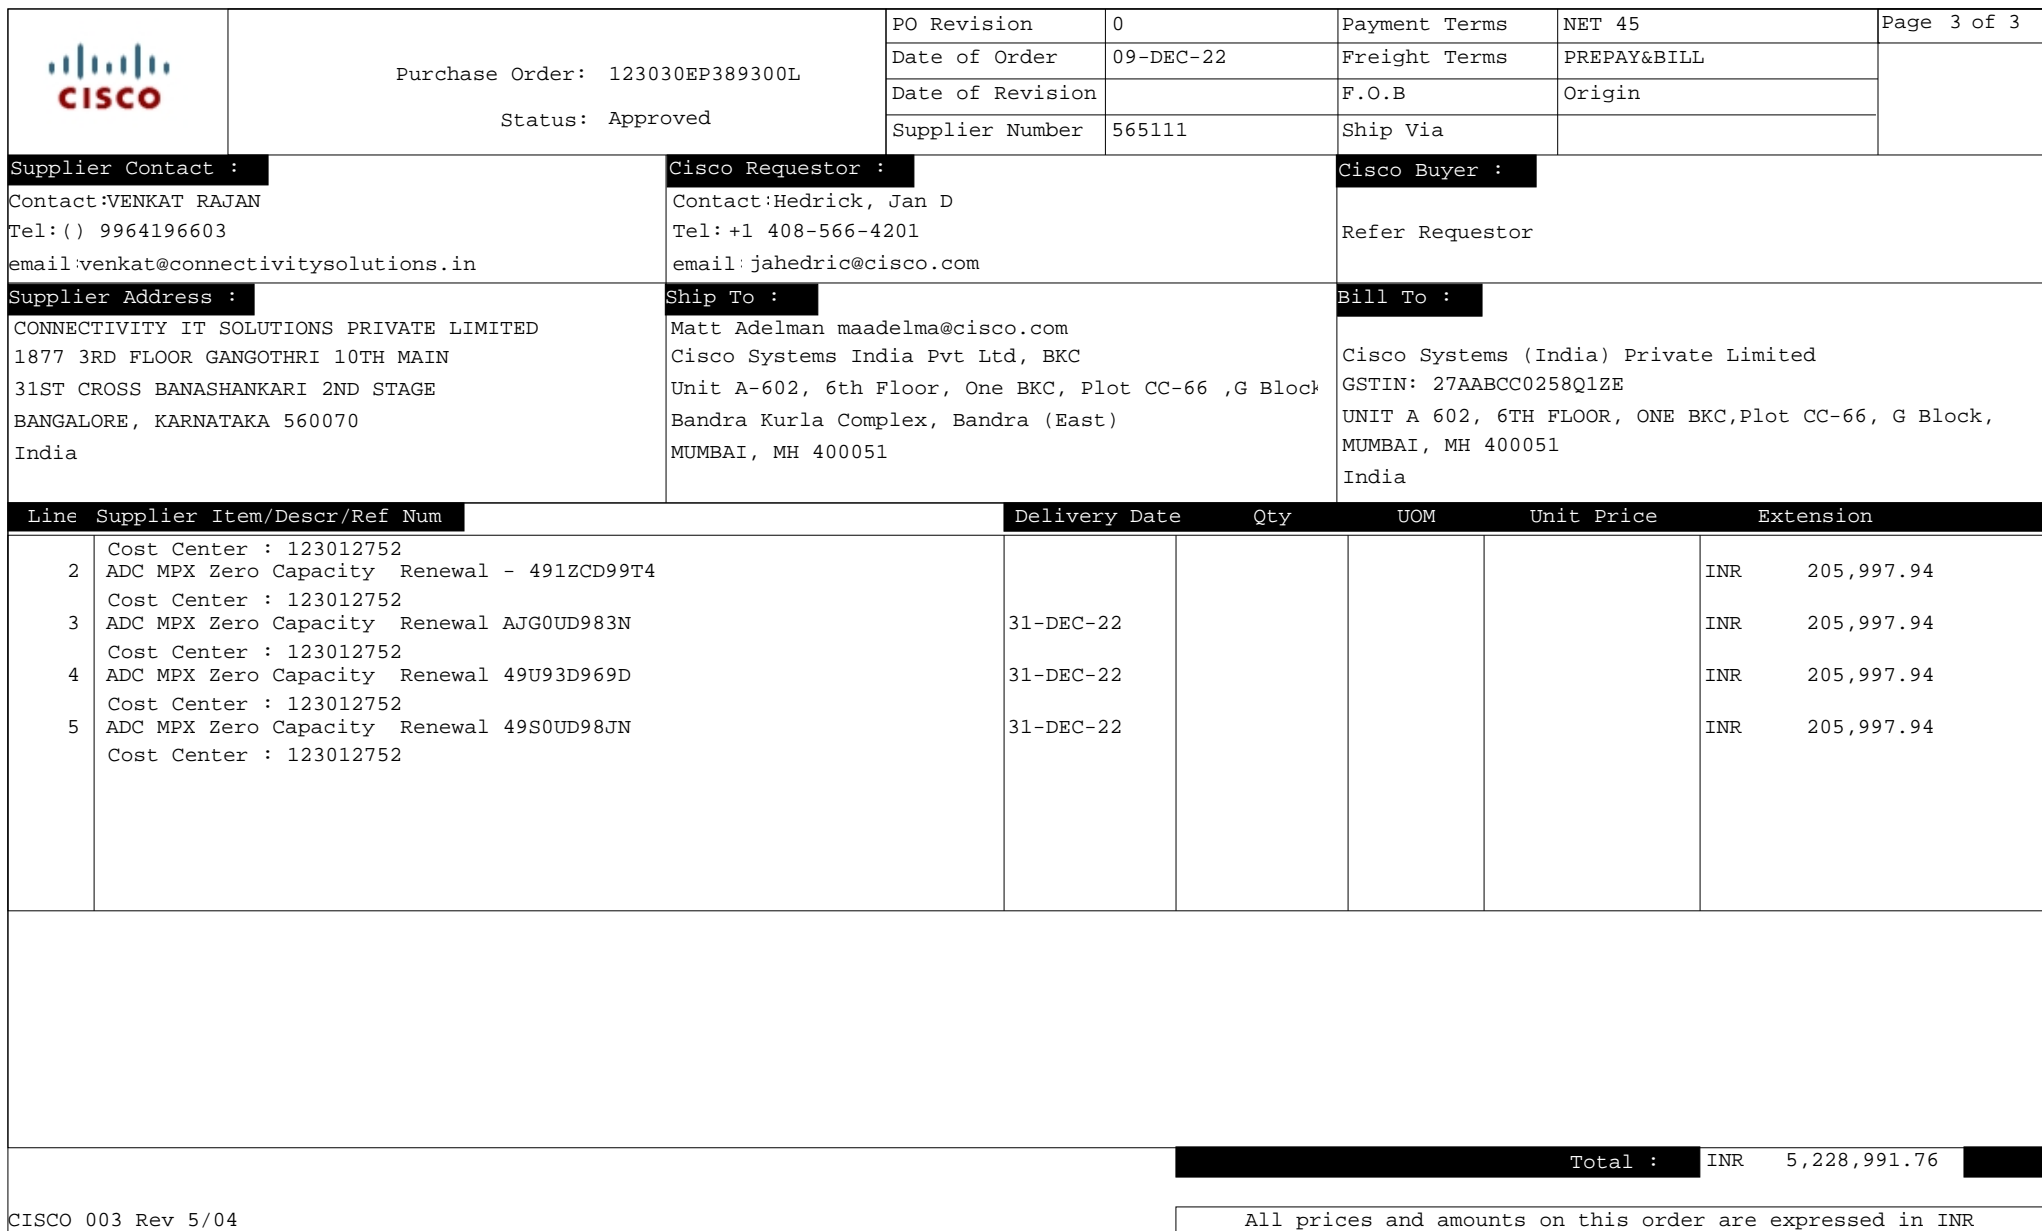 CISCO
Purchase Order: 123030EP389300L
Status: Approved
PO Revision 0 Payment Terms NET 45 Page 3 of 3
Date of Order 09-DEC-22 Freight Terms PREPAY&BILL
Date of Revision F.O.B Origin
Supplier Number 565111 Ship Via
Supplier Contact :
Contact:VENKAT RAJAN
Tel:() 9964196603
email:venkat@connectivitysolutions.in
Cisco Requestor :
Contact:Hedrick, Jan D
Tel:+1 408-566-4201
email:jahedric@cisco.com
Cisco Buyer :
Refer Requestor
Supplier Address :
CONNECTIVITY IT SOLUTIONS PRIVATE LIMITED
1877 3RD FLOOR GANGOTHRI 10TH MAIN
31ST CROSS BANASHANKARI 2ND STAGE
BANGALORE, KARNATAKA 560070
India
Ship To :
Matt Adelman maadelma@cisco.com
Cisco Systems India Pvt Ltd, BKC
Unit A-602, 6th Floor, One BKC, Plot CC-66 ,G Block
Bandra Kurla Complex, Bandra (East)
MUMBAI, MH 400051
Bill To :
Cisco Systems (India) Private Limited
GSTIN: 27AABCC0258Q1ZE
UNIT A 602, 6TH FLOOR, ONE BKC,Plot CC-66, G Block,
MUMBAI, MH 400051
India
Line Supplier Item/Descr/Ref Num Delivery Date Qty UOM Unit Price Extension
Cost Center : 123012752
2 ADC MPX Zero Capacity Renewal - 491ZCD99T4 INR 205,997.94
Cost Center : 123012752
3 ADC MPX Zero Capacity Renewal AJG0UD983N 31-DEC-22 INR 205,997.94
Cost Center : 123012752
4 ADC MPX Zero Capacity Renewal 49U93D969D 31-DEC-22 INR 205,997.94
Cost Center : 123012752
5 ADC MPX Zero Capacity Renewal 49S0UD98JN 31-DEC-22 INR 205,997.94
Cost Center : 123012752
Total : INR 5,228,991.76
CISCO 003 Rev 5/04
All prices and amounts on this order are expressed in INR